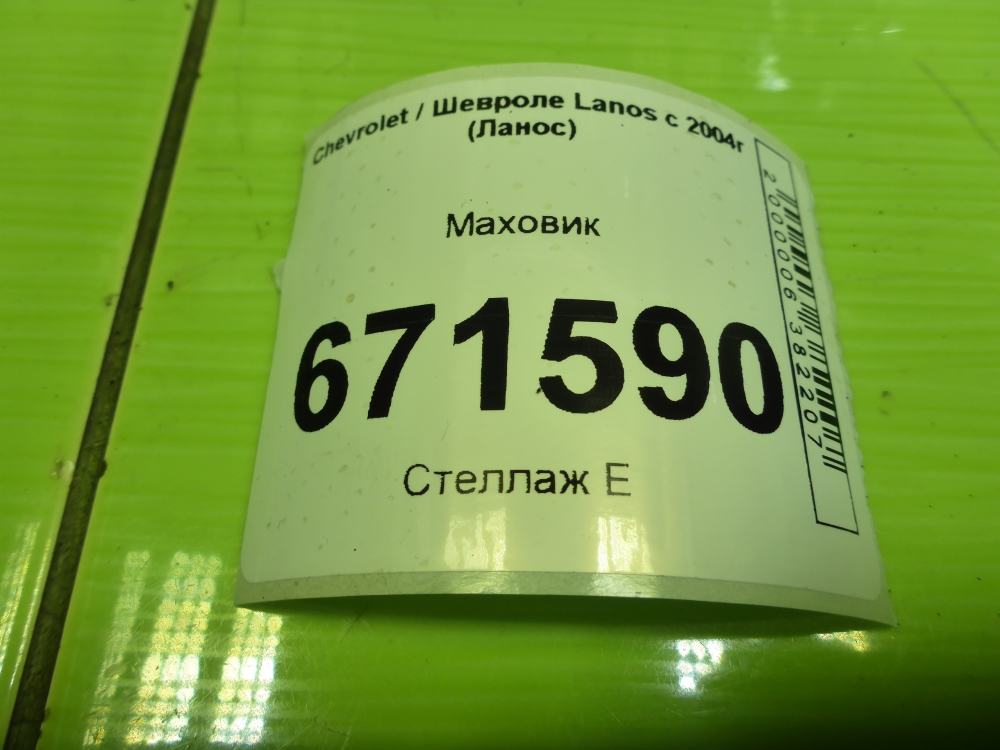 Chevrolet / Шевроле Lanos с 2004г
(Ланос)
Маховик
671590
Стеллаж Е
2000006382207